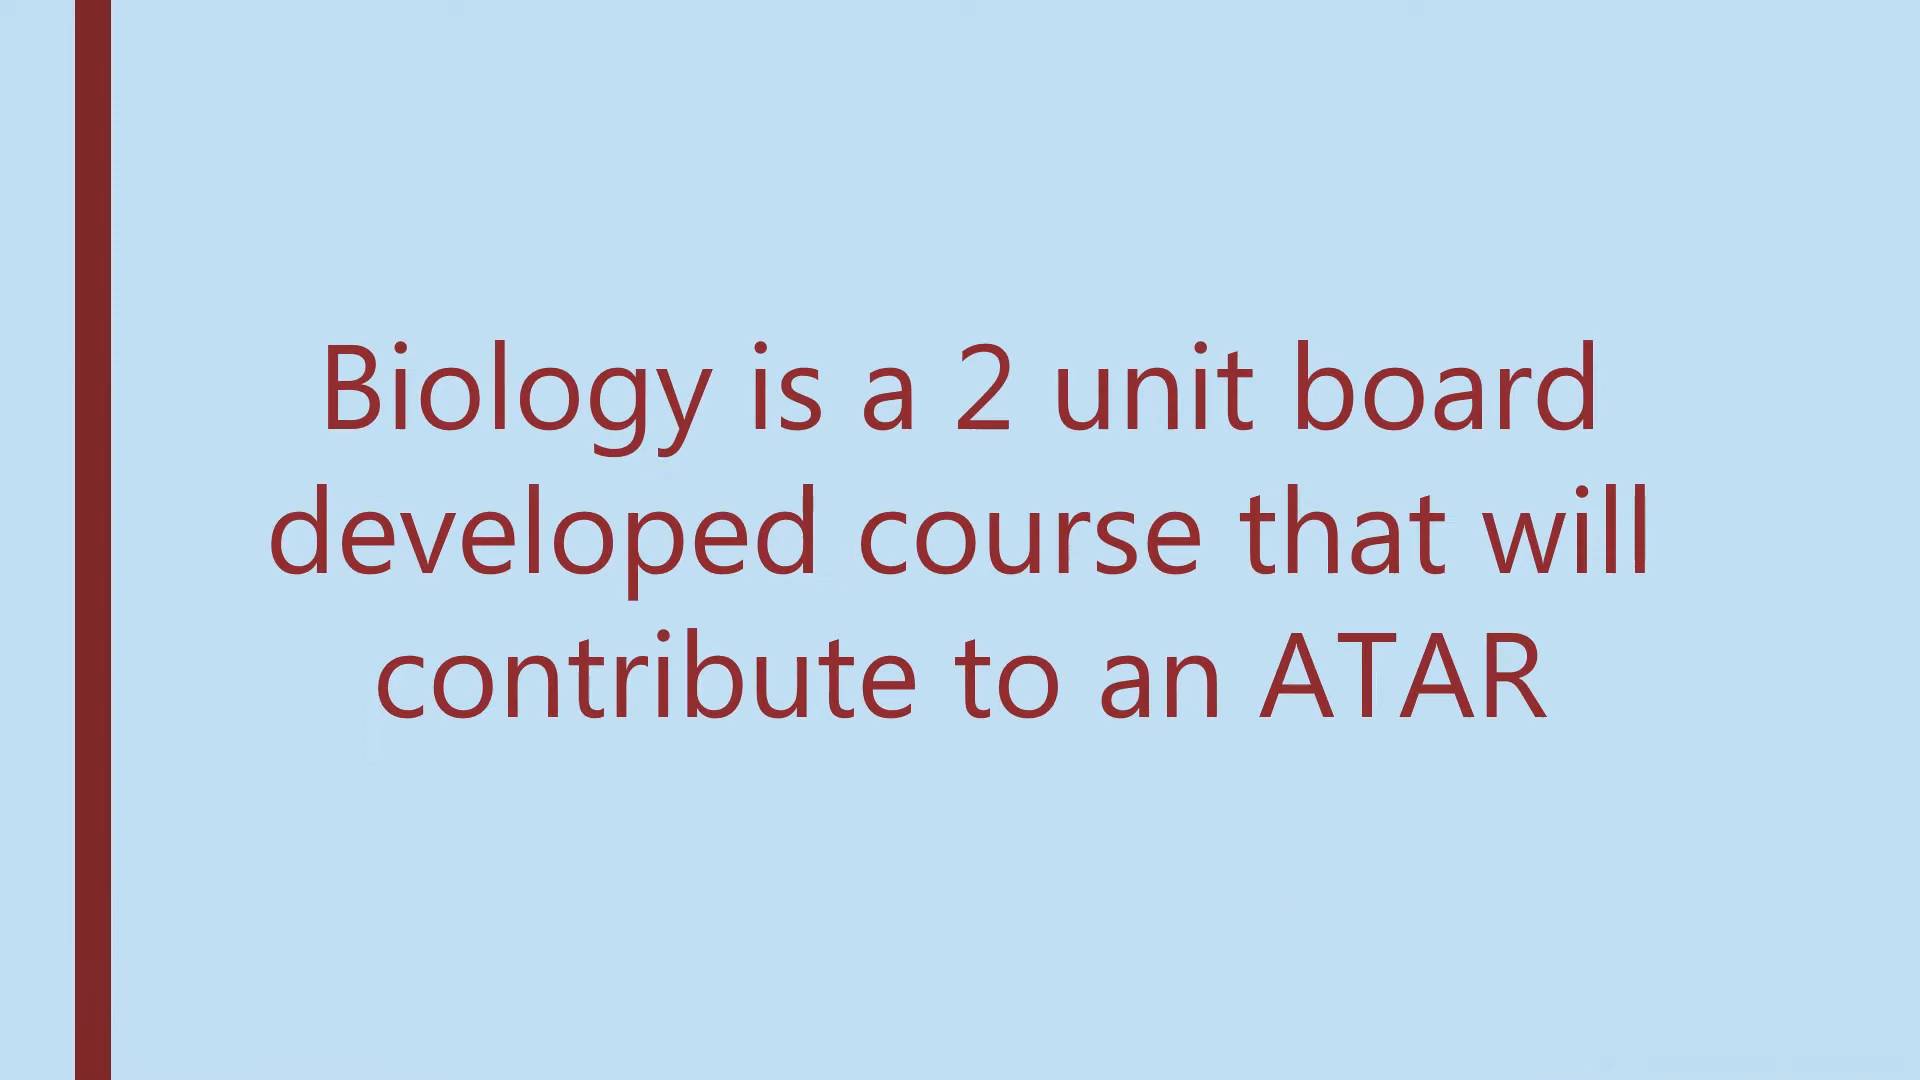 Biology is a 2 unit board
developed course that will
contribute to an ATAR